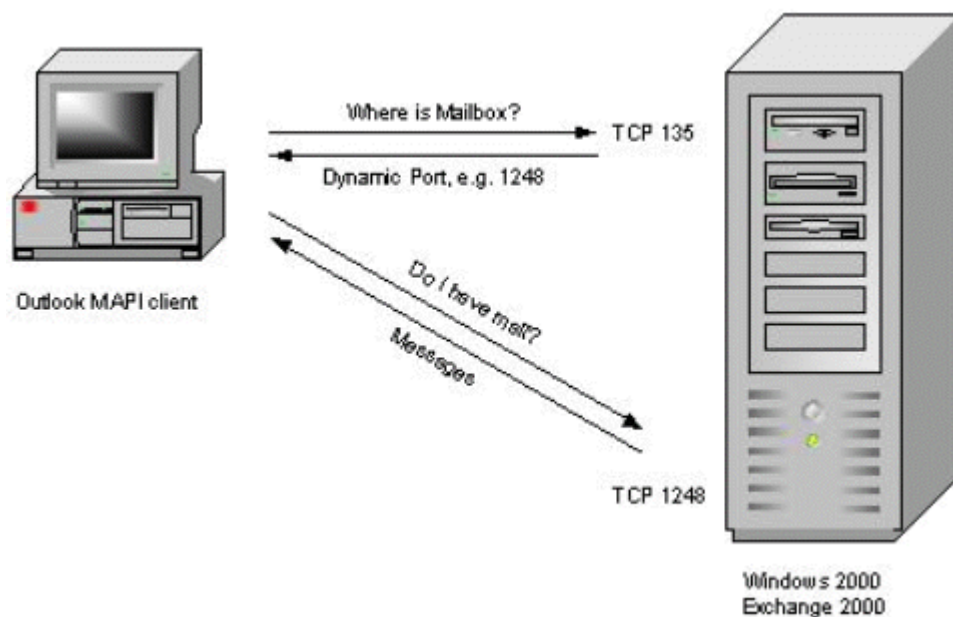 Where is Mailbox?
TCP 135
Dynamic Port, e.g. 1248
Outlook MAPI client
Do I have mail?
Messages
TCP 1248
Windows 2000
Exchange 2000